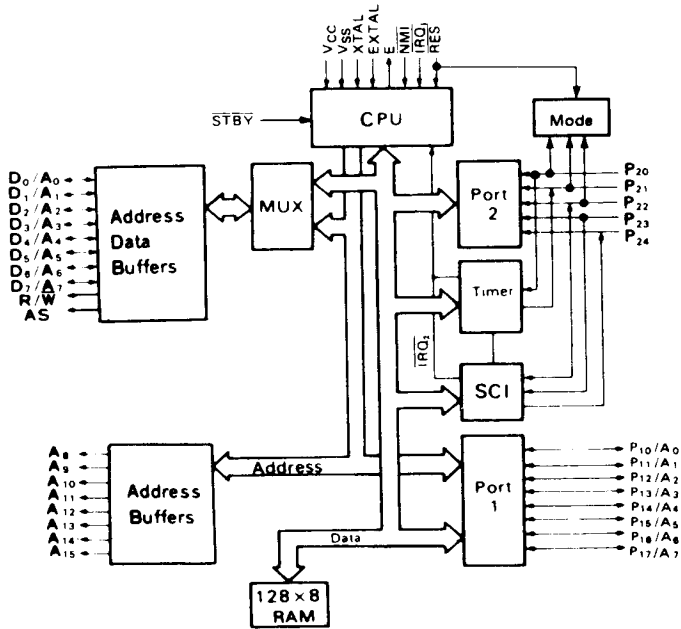 VCC
VSS
XTAL
EXTAL
E
NMI
IRQ1
RES
STBY
CPU
Mode
D0/A0
D1/A1
D2/A2
D3/A3
D4/A4
D5/A5
D6/A6
D7/A7
R/W
AS
Address
Data
Buffers
MUX
Port
2
P20
P21
P22
P23
P24
Timer
IRQ2
SCI
A8
A9
A10
A11
A12
A13
A14
A15
Address
Buffers
Address
Port
1
P10/A0
P11/A1
P12/A2
P13/A3
P14/A4
P15/A5
P16/A6
P17/A7
Data
128×8
RAM